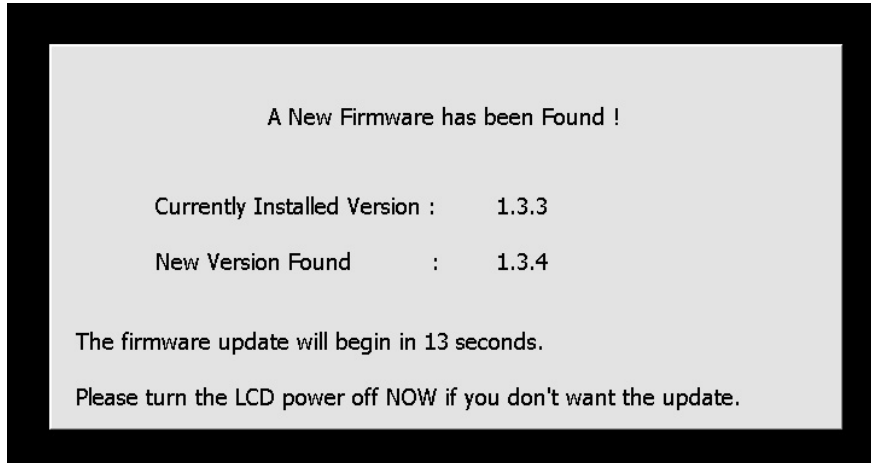 A New Firmware has been Found !
Currently Installed Version : 1.3.3
New Version Found : 1.3.4
The firmware update will begin in 13 seconds.
Please turn the LCD power off NOW if you don't want the update.